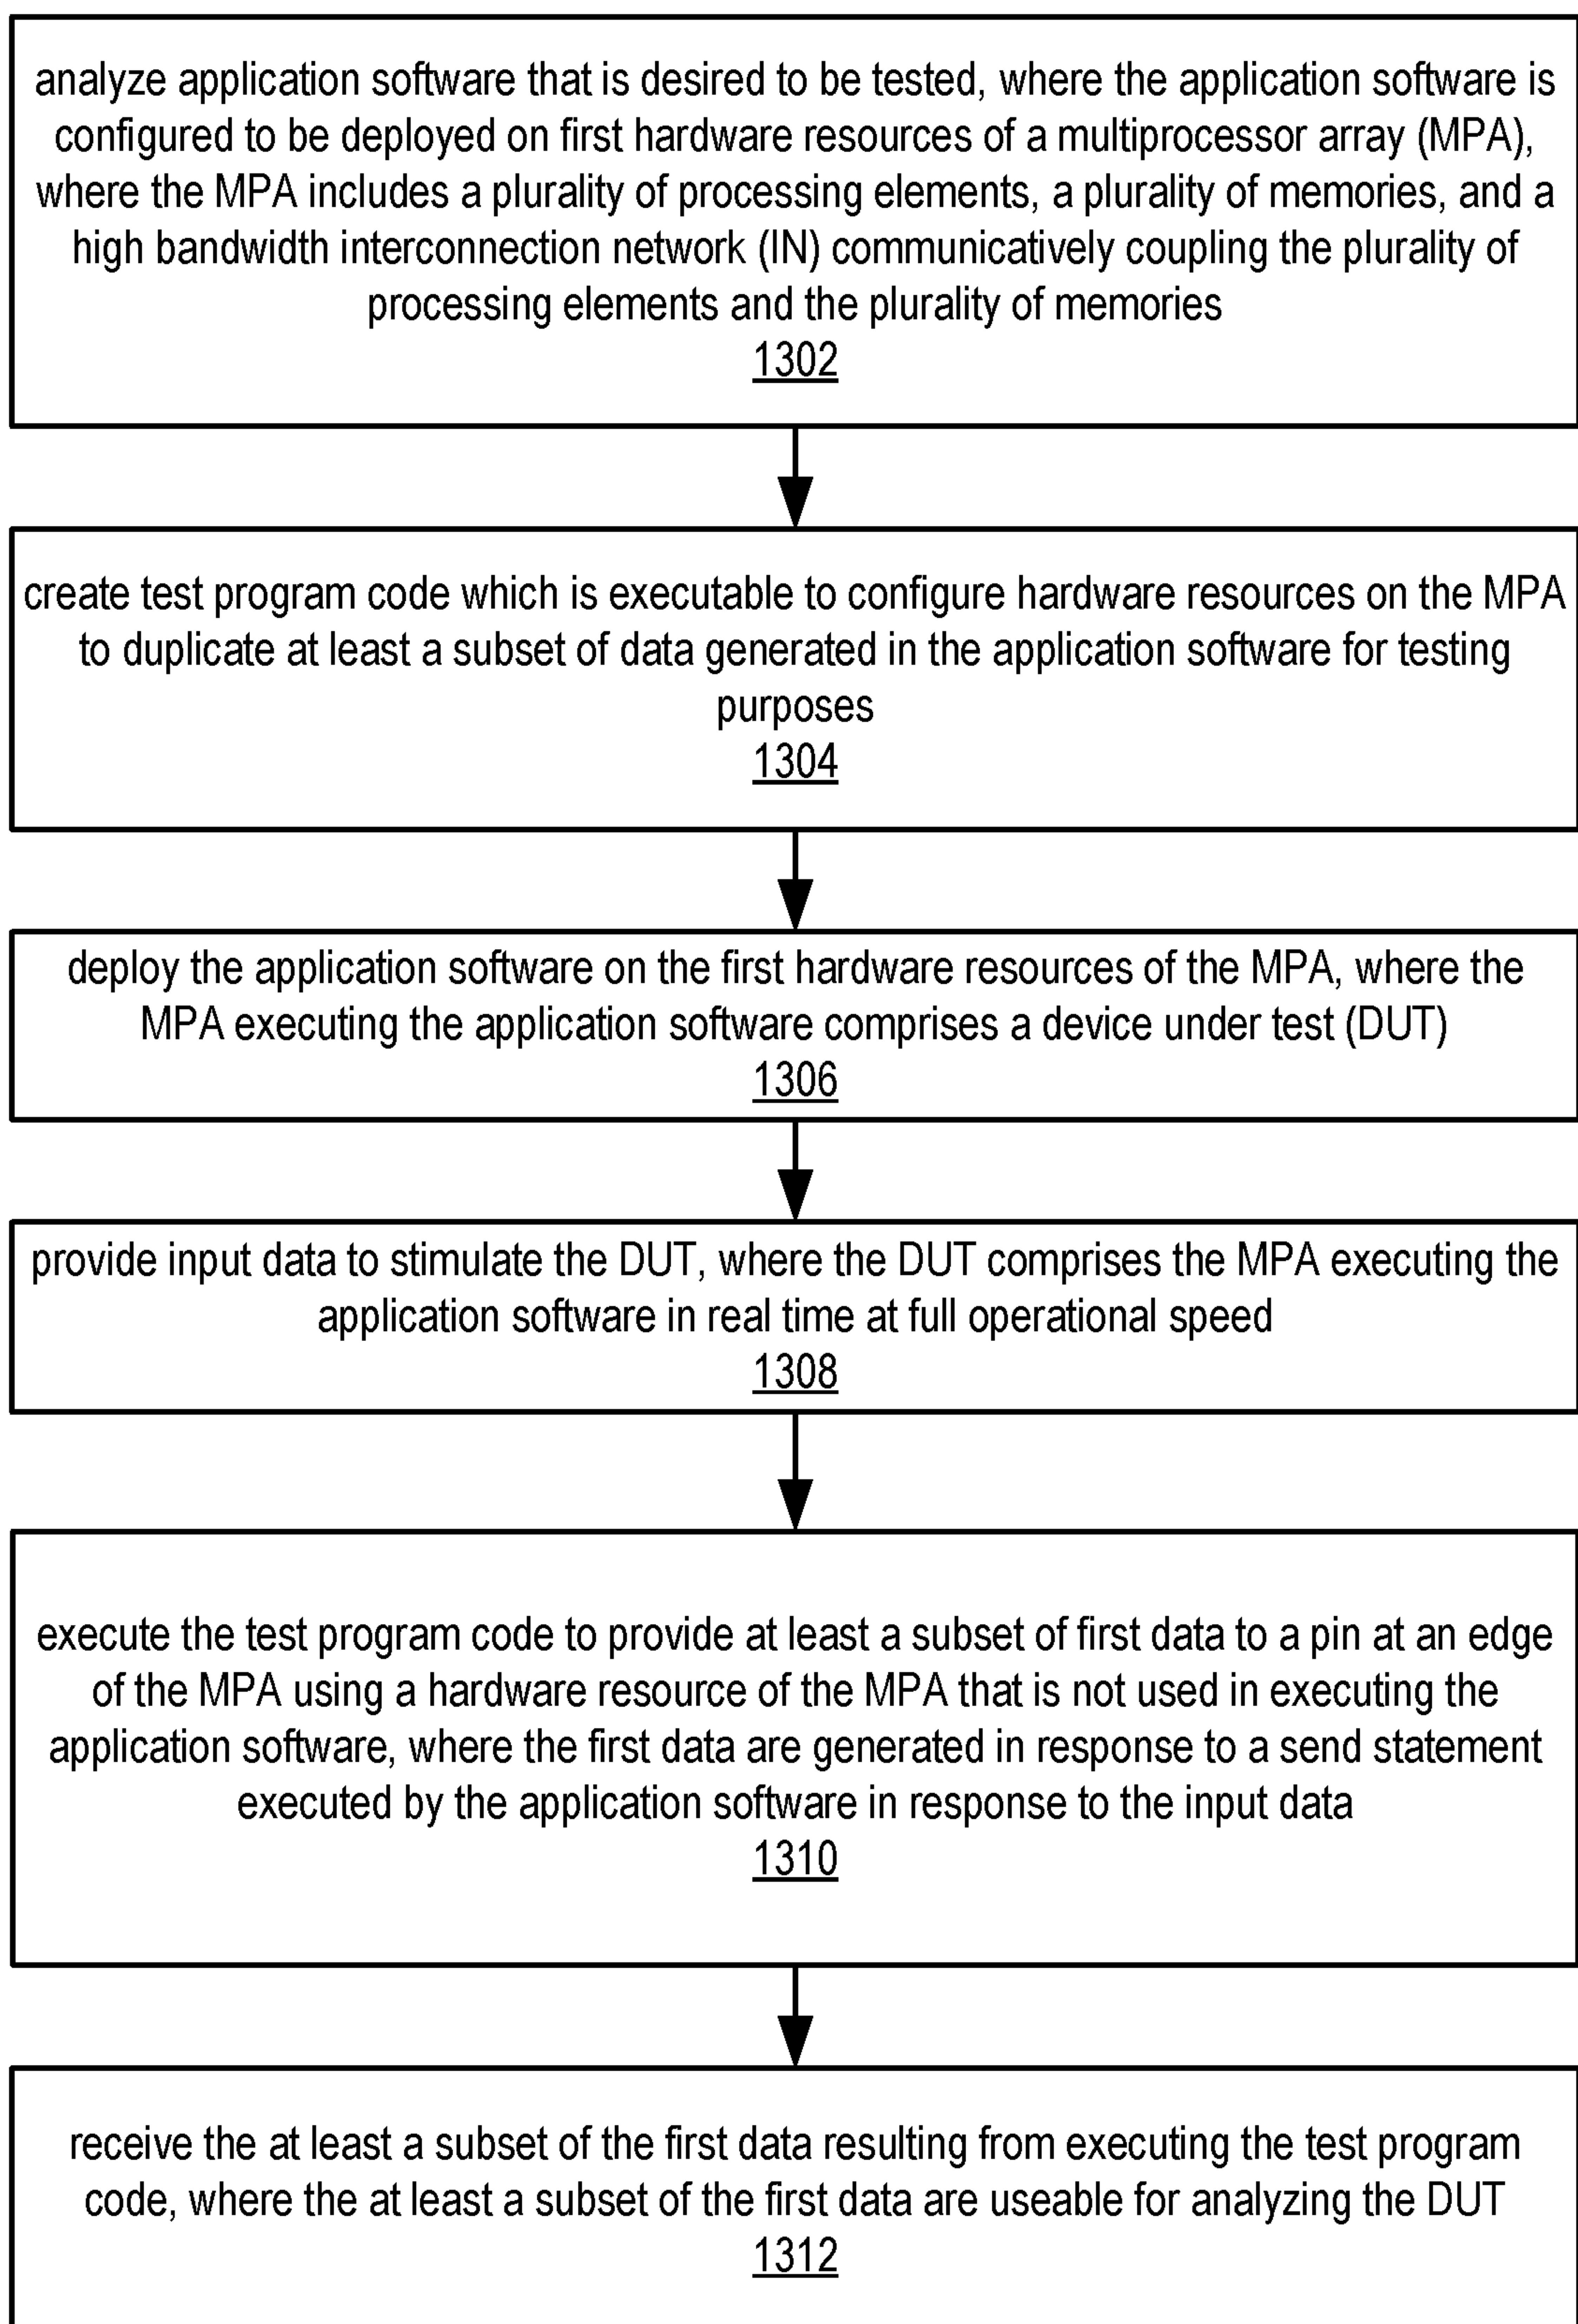 analyze application software that is desired to be tested, where the application software is
configured to be deployed on first hardware resources of a multiprocessor array (MPA),
where the MPA includes a plurality of processing elements, a plurality of memories, and a
high bandwidth interconnection network (IN) communicatively coupling the plurality of
processing elements and the plurality of memories
1302
create test program code which is executable to configure hardware resources on the MPA
to duplicate at least a subset of data generated in the application software for testing
purposes
1304
deploy the application software on the first hardware resources of the MPA, where the
MPA executing the application software comprises a device under test (DUT)
1306
provide input data to stimulate the DUT, where the DUT comprises the MPA executing the
application software in real time at full operational speed
1308
execute the test program code to provide at least a subset of first data to a pin at an edge
of the MPA using a hardware resource of the MPA that is not used in executing the
application software, where the first data are generated in response to a send statement
executed by the application software in response to the input data
1310
receive the at least a subset of the first data resulting from executing the test program
code, where the at least a subset of the first data are useable for analyzing the DUT
1312